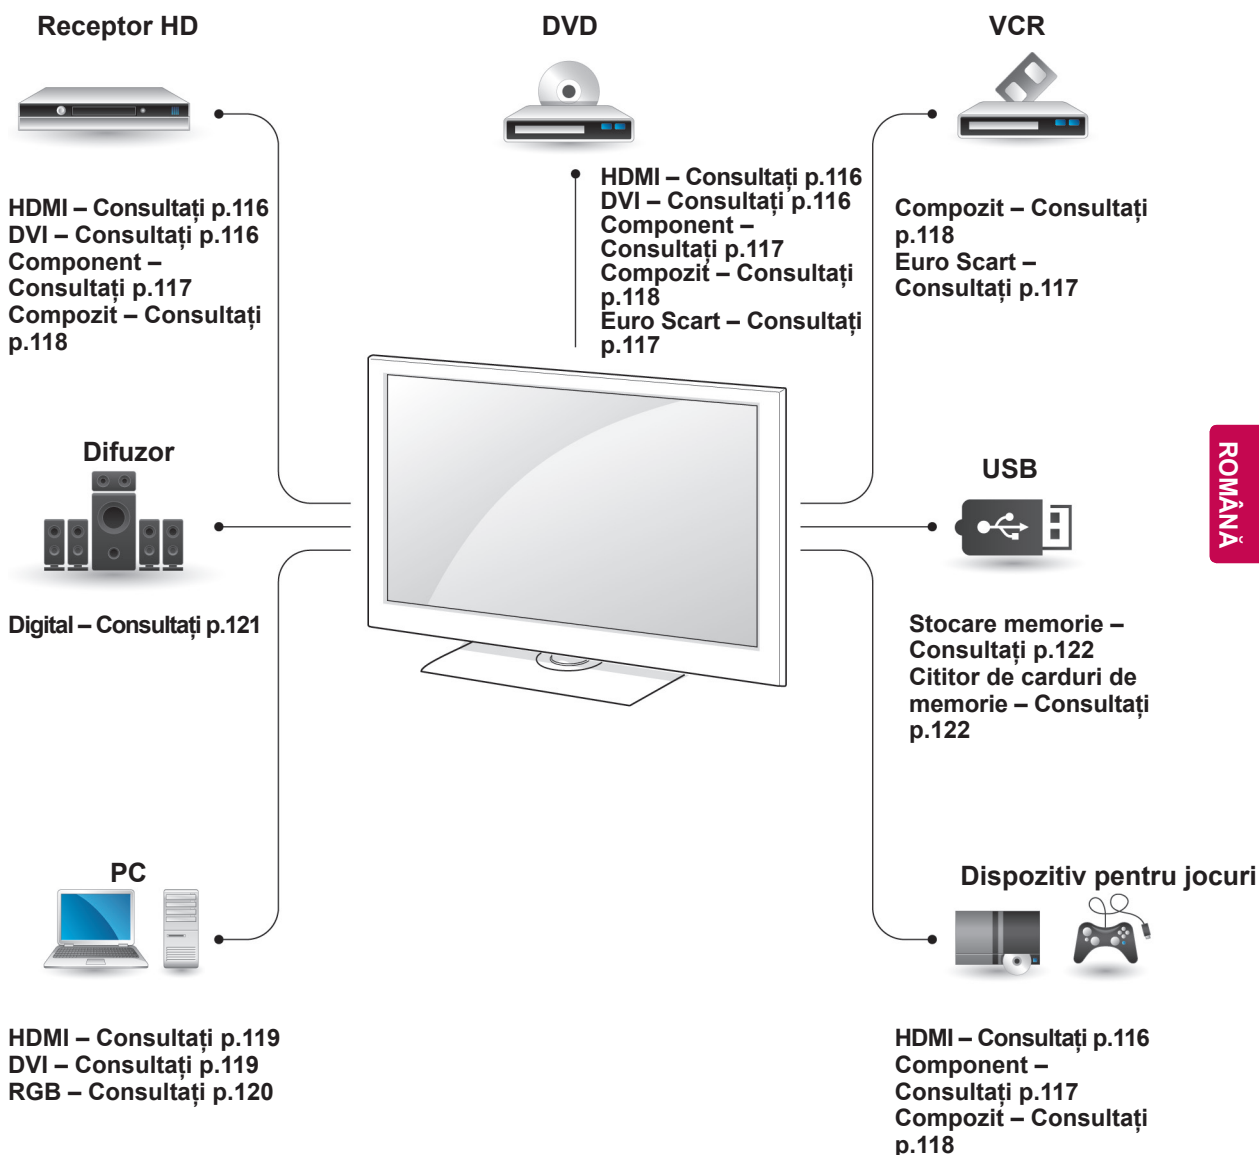 Receptor HD
HDMI – Consultați p.116
DVI – Consultați p.116
Component –
Consultați p.117
Compozit – Consultați
p.118
DVD
HDMI – Consultați p.116
DVI – Consultați p.116
Component –
Consultați p.117
Compozit – Consultați
p.118
Euro Scart – Consultați
p.117
VCR
Compozit – Consultați
p.118
Euro Scart –
Consultați p.117
Difuzor
Digital – Consultați p.121
USB
Stocare memorie –
Consultați p.122
Cititor de carduri de
memorie – Consultați
p.122
ROMÂNĂ
PC
HDMI – Consultați p.119
DVI – Consultați p.119
RGB – Consultați p.120
Dispozitiv pentru jocuri
HDMI – Consultați p.116
Component –
Consultați p.117
Compozit – Consultați
p.118